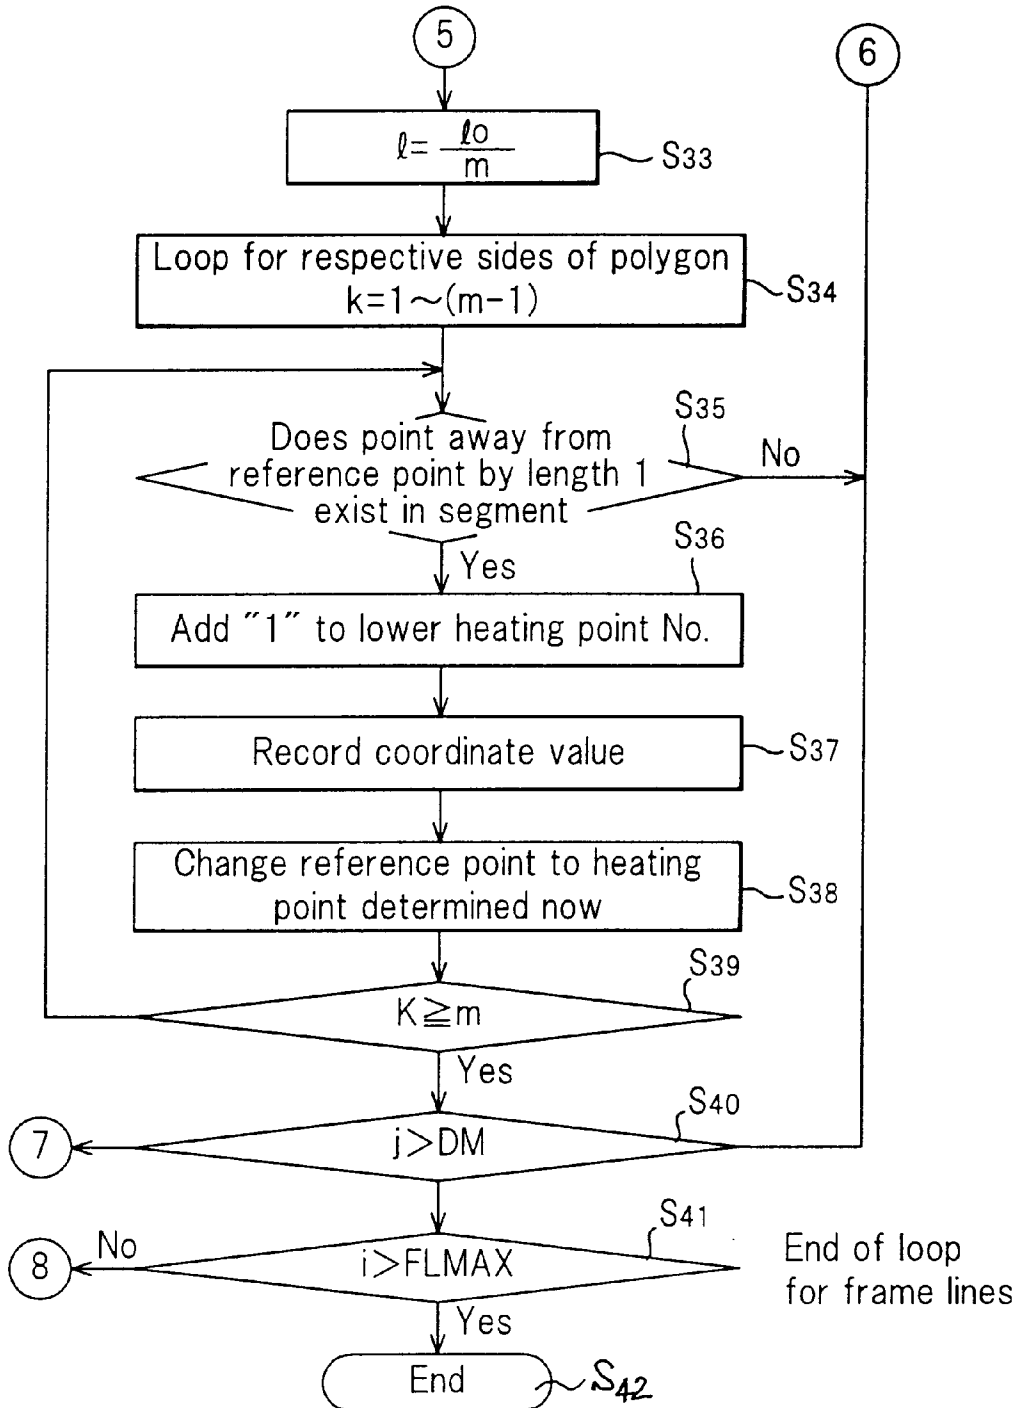 5
6
ℓ= ℓo
m
S33
Loop for respective sides of polygon
k=1~(m-1)
S34
S35
Does point away from
reference point by length 1
exist in segment
No
Yes
S36
Add "1" to lower heating point No.
Record coordinate value
S37
Change reference point to heating
point determined now
S38
S39
K≧m
Yes
S40
7
j>DM
S41
8
No
i>FLMAX
End of loop
for frame lines
Yes
End
S42